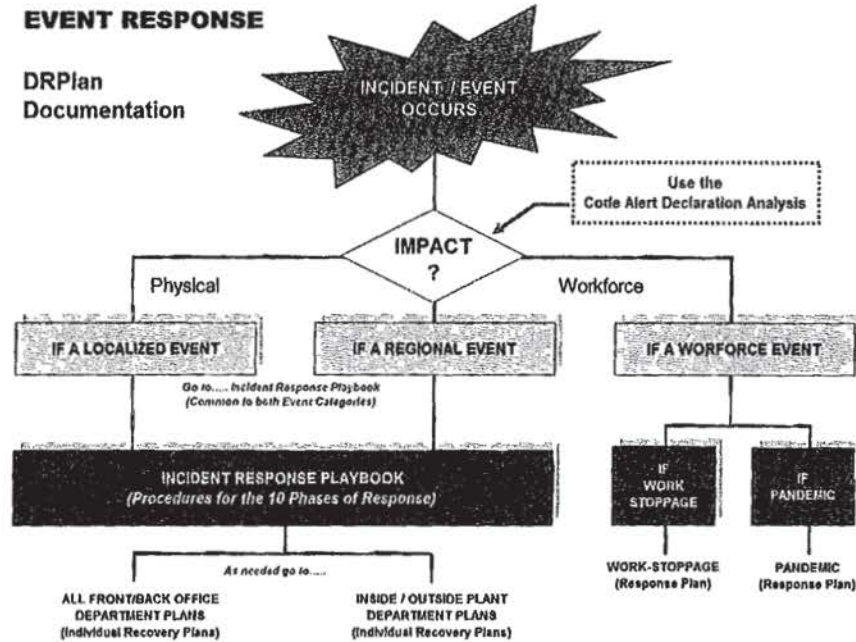 EVENT RESPONSE
DRPlan
Documentation
INCIDENT / EVENT
OCCURS
Use the
Code Alert Declaration Analysis
IMPACT
?
Physical
Workforce
IF A LOCALIZED EVENT
IF A REGIONAL EVENT
IF A WORFORCE EVENT
Go to..... Incident Response Playbook
(Common to both Event Categories)
INCIDENT RESPONSE PLAYBOOK
(Procedures for the 10 Phases of Response)
IF
WORK
STOPPAGE
IF
PANDEMIC
As needed go to.....
WORK-STOPPAGE
(Response Plan)
PANDEMIC
(Response Plan)
ALL FRONT/BACK OFFICE
DEPARTMENT PLANS
(Individual Recovery Plans)
INSIDE / OUTSIDE PLANT
DEPARTMENT PLANS
(Individual Recovery Plans)